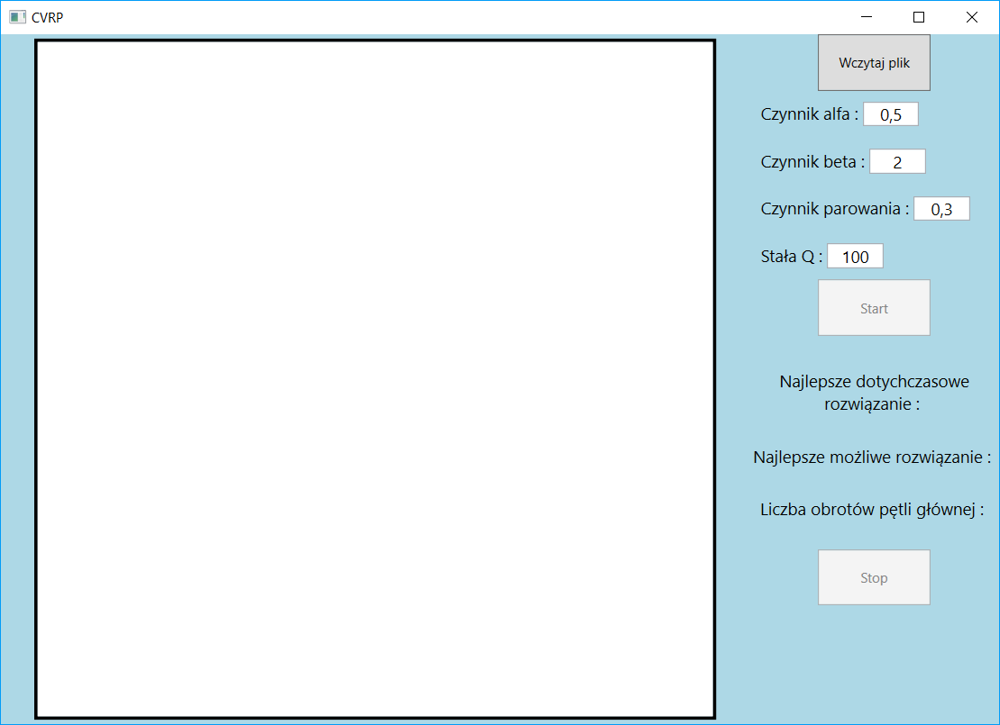 CVRP
Wczytaj plik
Czynnik alfa : 0,5
Czynnik beta : 2
Czynnik parowania : 0,3
Stała Q : 100
Start
Najlepsze dotychczasowe
rozwiązanie :
Najlepsze możliwe rozwiązanie :
Liczba obrotów pętli głównej :
Stop